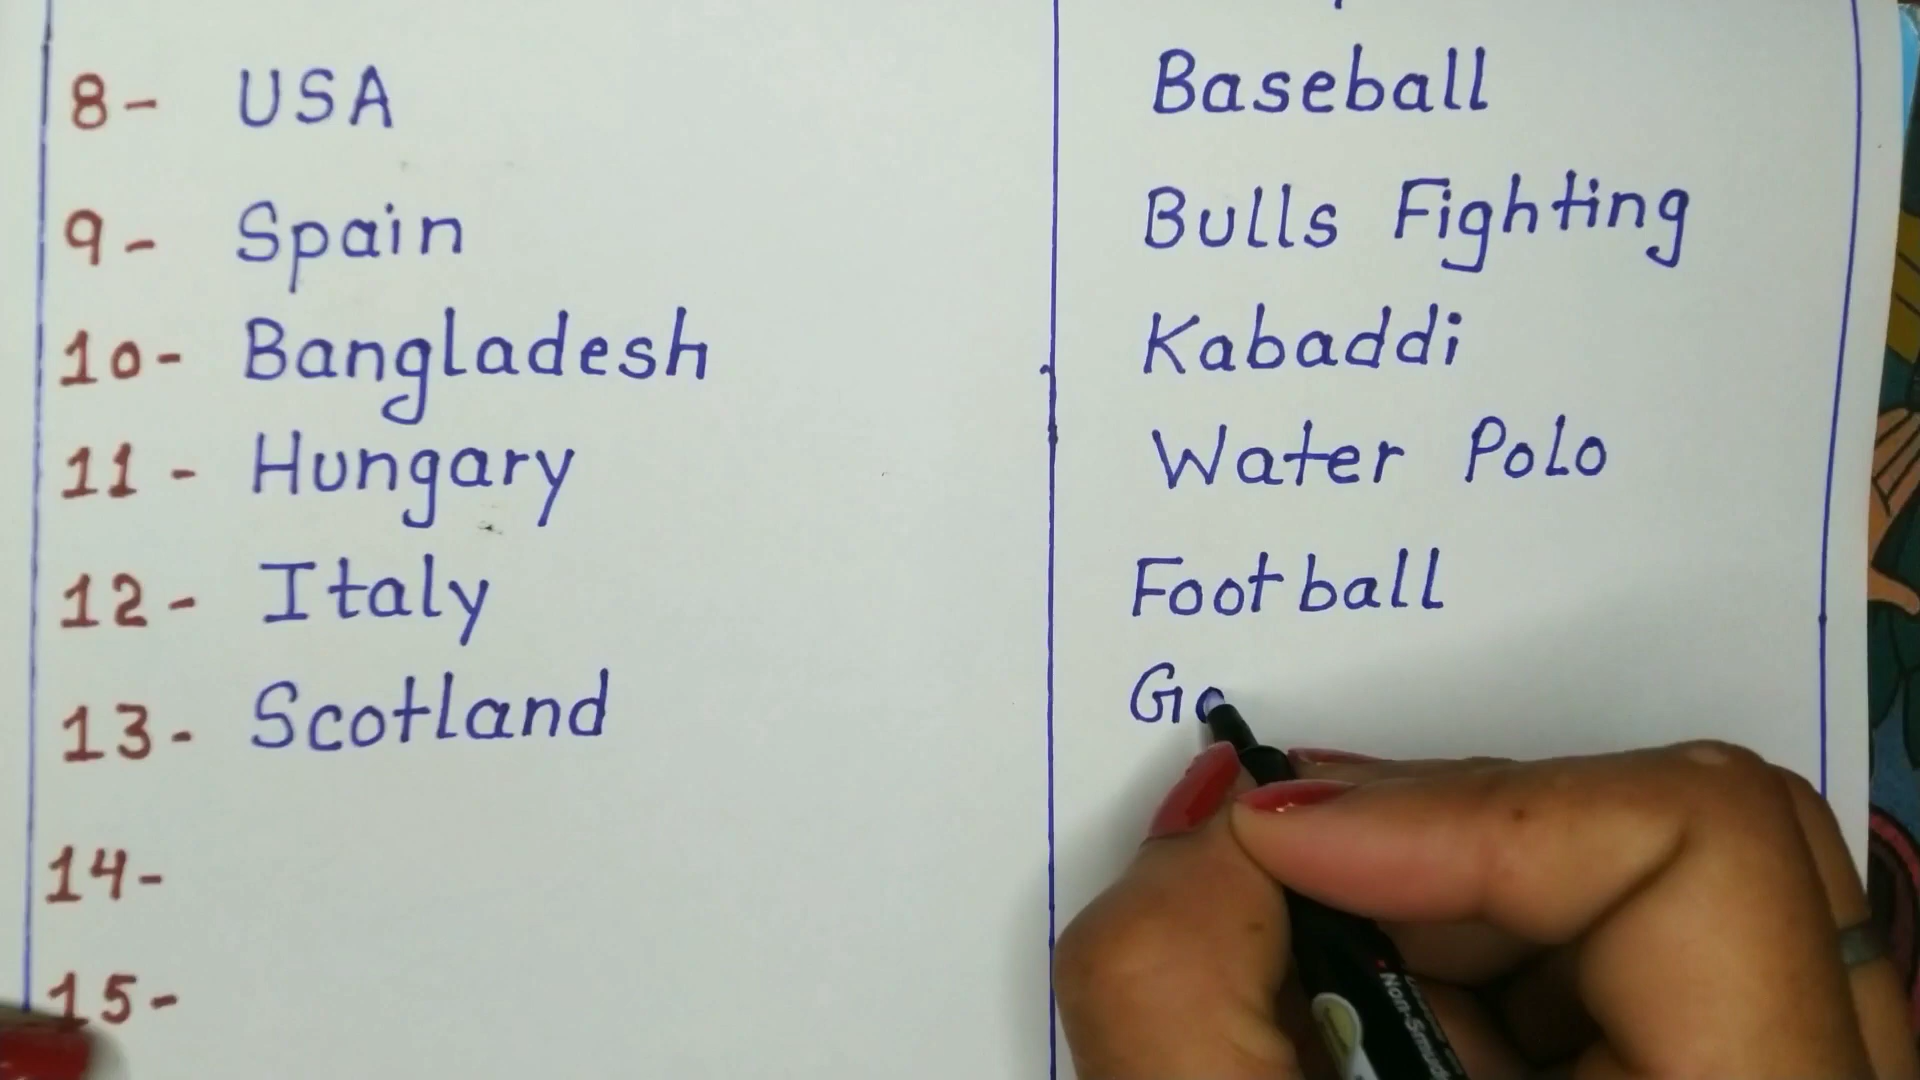 8- USA Baseball
9- Spain Bulls Fighting
10- Bangladesh Kabaddi
11- Hungary Water Polo
12- Italy Football
13- Scotland Go
14-
15-